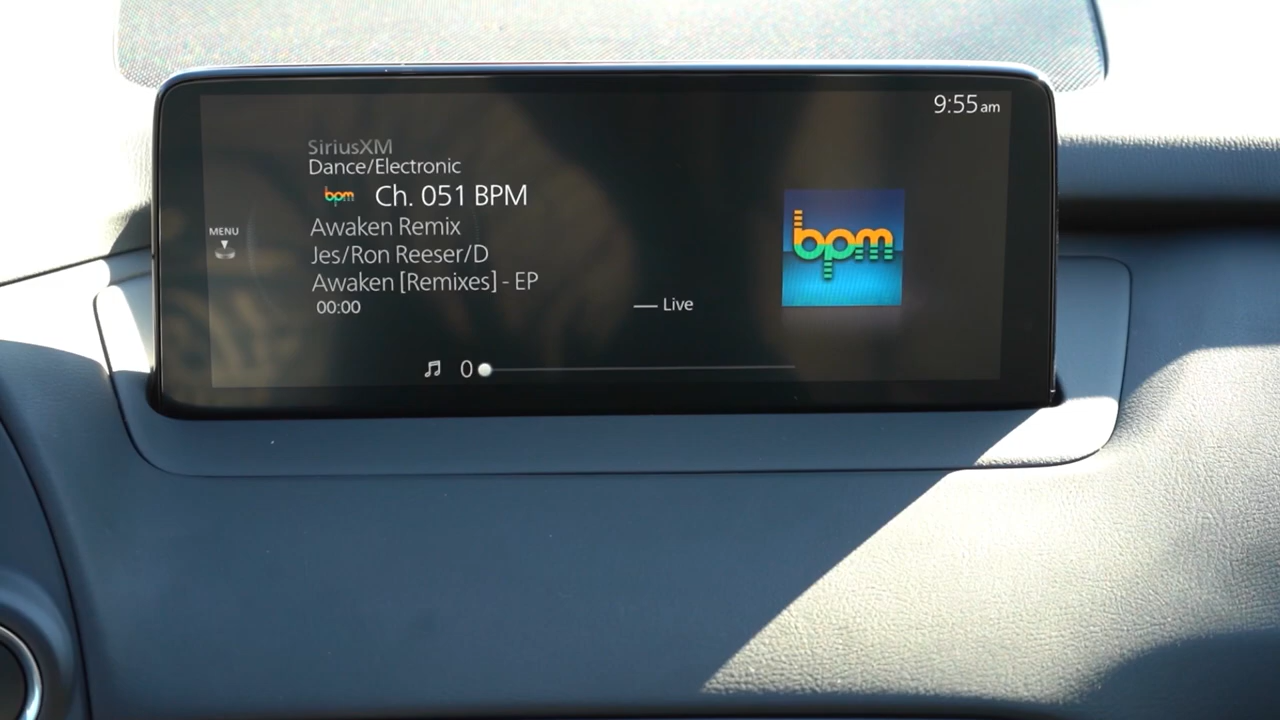 9:55 am
SiriusXM
Dance/Electronic
bpm Ch. 051 BPM
MENU
Awaken Remix
Jes/Ron Reeser/D
Awaken [Remixes] - EP
00:00
Live
0
bpm